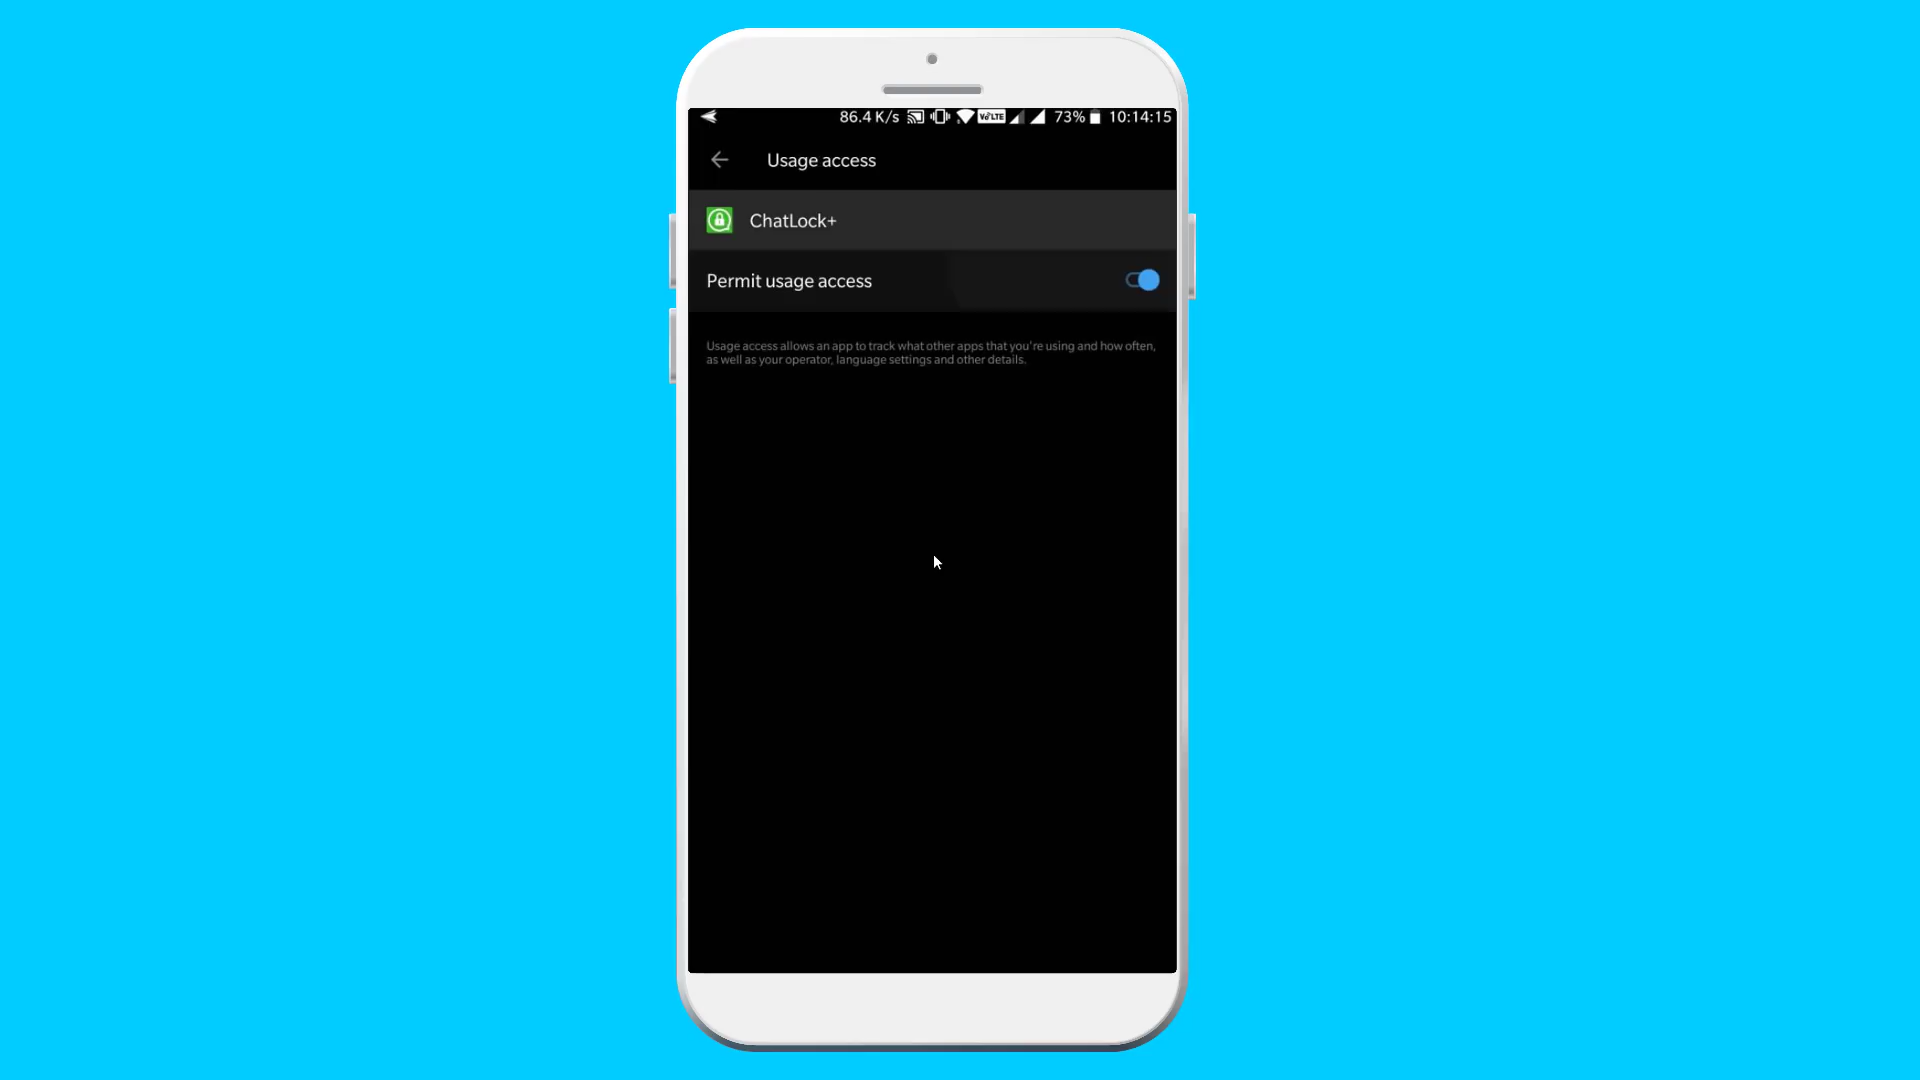 86.4 K/s VoLTE 73% 10:14:15
Usage access
ChatLock+
Permit usage access
Usage access allows an app to track what other apps that you're using and how often,
as well as your operator, language settings and other details.